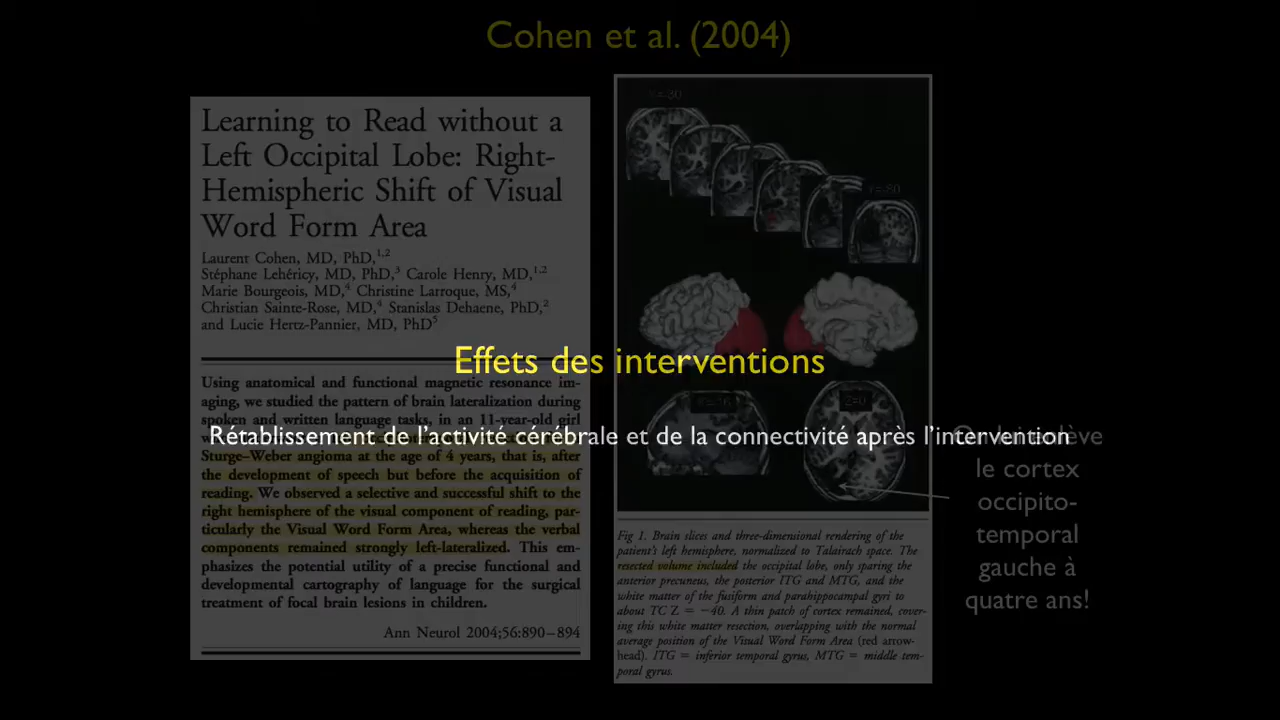 Cohen et al. (2004)
Learning to Read without a
Left Occipital Lobe: Right-
Hemispheric Shift of Visual
Word Form Area
Laurent Cohen, MD, PhD,1,2
Stéphane Lehéricy, MD, PhD,3 Carole Henry, MD,1,2
Marie Bourgeois, MD,4 Christine Larroque, MS,4
Christian Sainte-Rose, MD,4 Stanislas Dehaene, PhD,2
and Lucie Hertz-Pannier, MD, PhD5
Using anatomical and functional magnetic resonance im-
aging, we studied the pattern of brain lateralization during
spoken and written language tasks, in an 11-year-old girl
Sturge–Weber angioma at the age of 4 years, that is, after
the development of speech but before the acquisition of
reading. We observed a selective and successful shift to the
right hemisphere of the visual component of reading, par-
ticularly the Visual Word Form Area, whereas the verbal
components remained strongly left-lateralized. This em-
phasizes the potential utility of a precise functional and
developmental cartography of language for the surgical
treatment of focal brain lesions in children.
Ann Neurol 2004;56:890–894
Effets des interventions
Rétablissement de l’activité cérébrale et de la connectivité après l’intervention
Z=0
Fig 1. Brain slices and three-dimensional rendering of the
patient's left hemisphere, normalized to Talairach space. The
resected volume included the occipital lobe, only sparing the
anterior precuneus, the posterior ITG and MTG, and the
white matter of the fusiform and parahippocampal gyri to
about TC Z = −40. A thin patch of cortex remained, cover-
ing this white matter resection, overlapping with the normal
average position of the Visual Word Form Area (red arrow-
head). ITG = inferior temporal gyrus, MTG = middle tem-
poral gyrus.
le cortex
occipito-
temporal
gauche à
quatre ans!